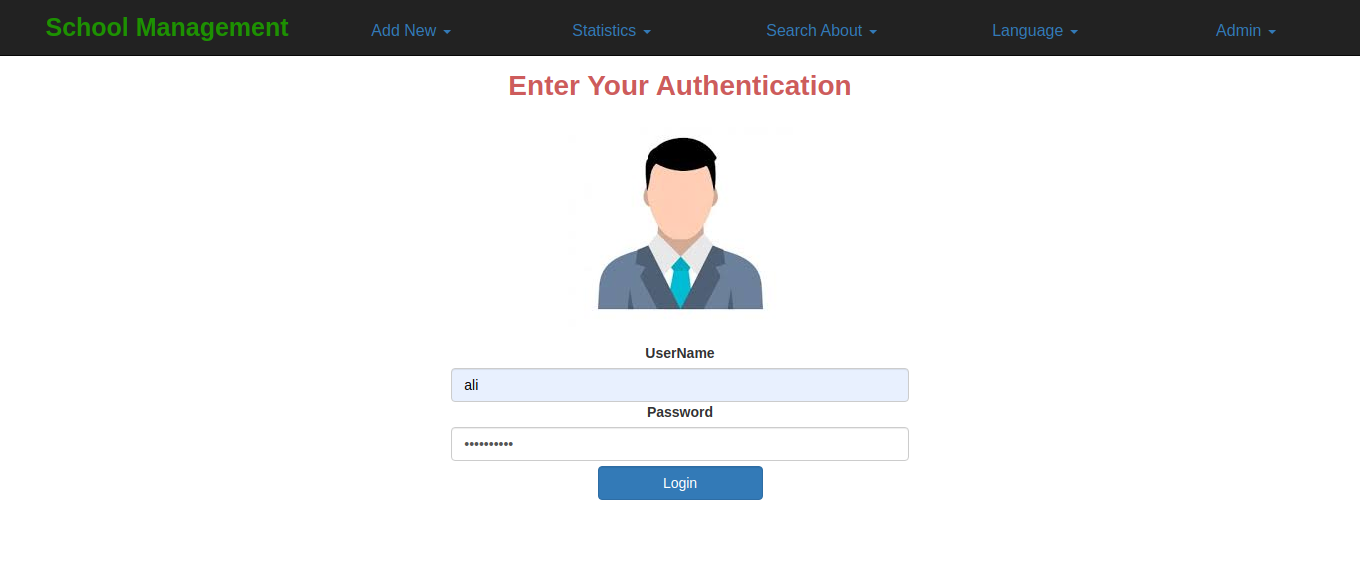 School Management Add New Statistics Search About Language Admin
Enter Your Authentication
UserName
ali
Password
••••••••••
Login